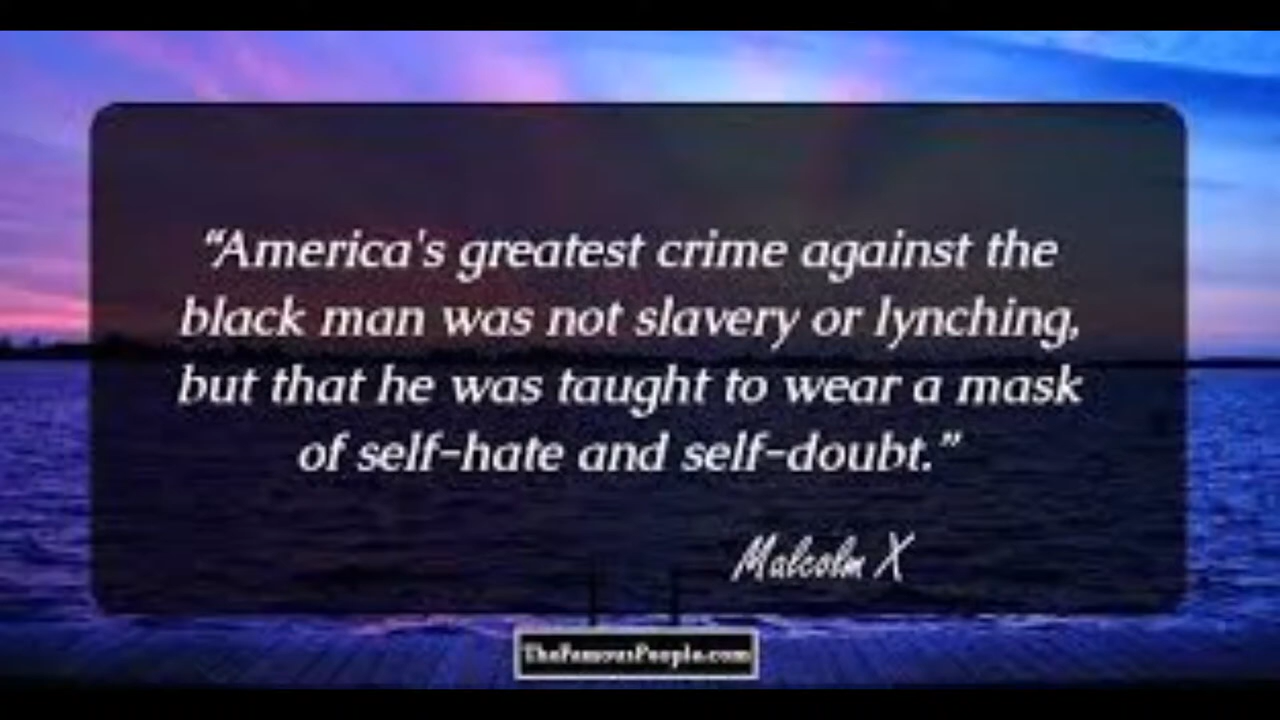 “America's greatest crime against the
black man was not slavery or lynching,
but that he was taught to wear a mask
of self-hate and self-doubt.”
Malcolm X
TheFamousPeople.com